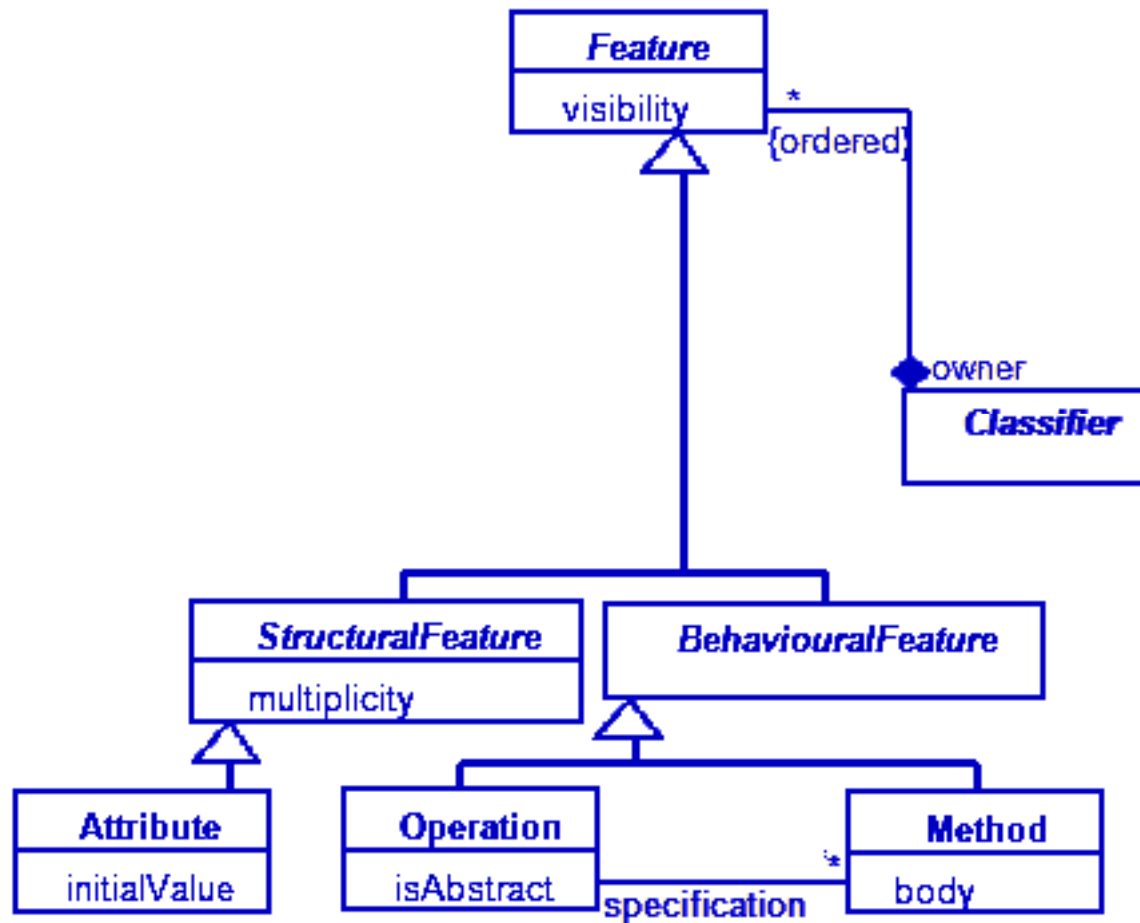 Feature
visibility
*
{ordered}
owner
Classifier
StructuralFeature
multiplicity
BehaviouralFeature
Attribute
initialValue
Operation
isAbstract
specification
*
Method
body